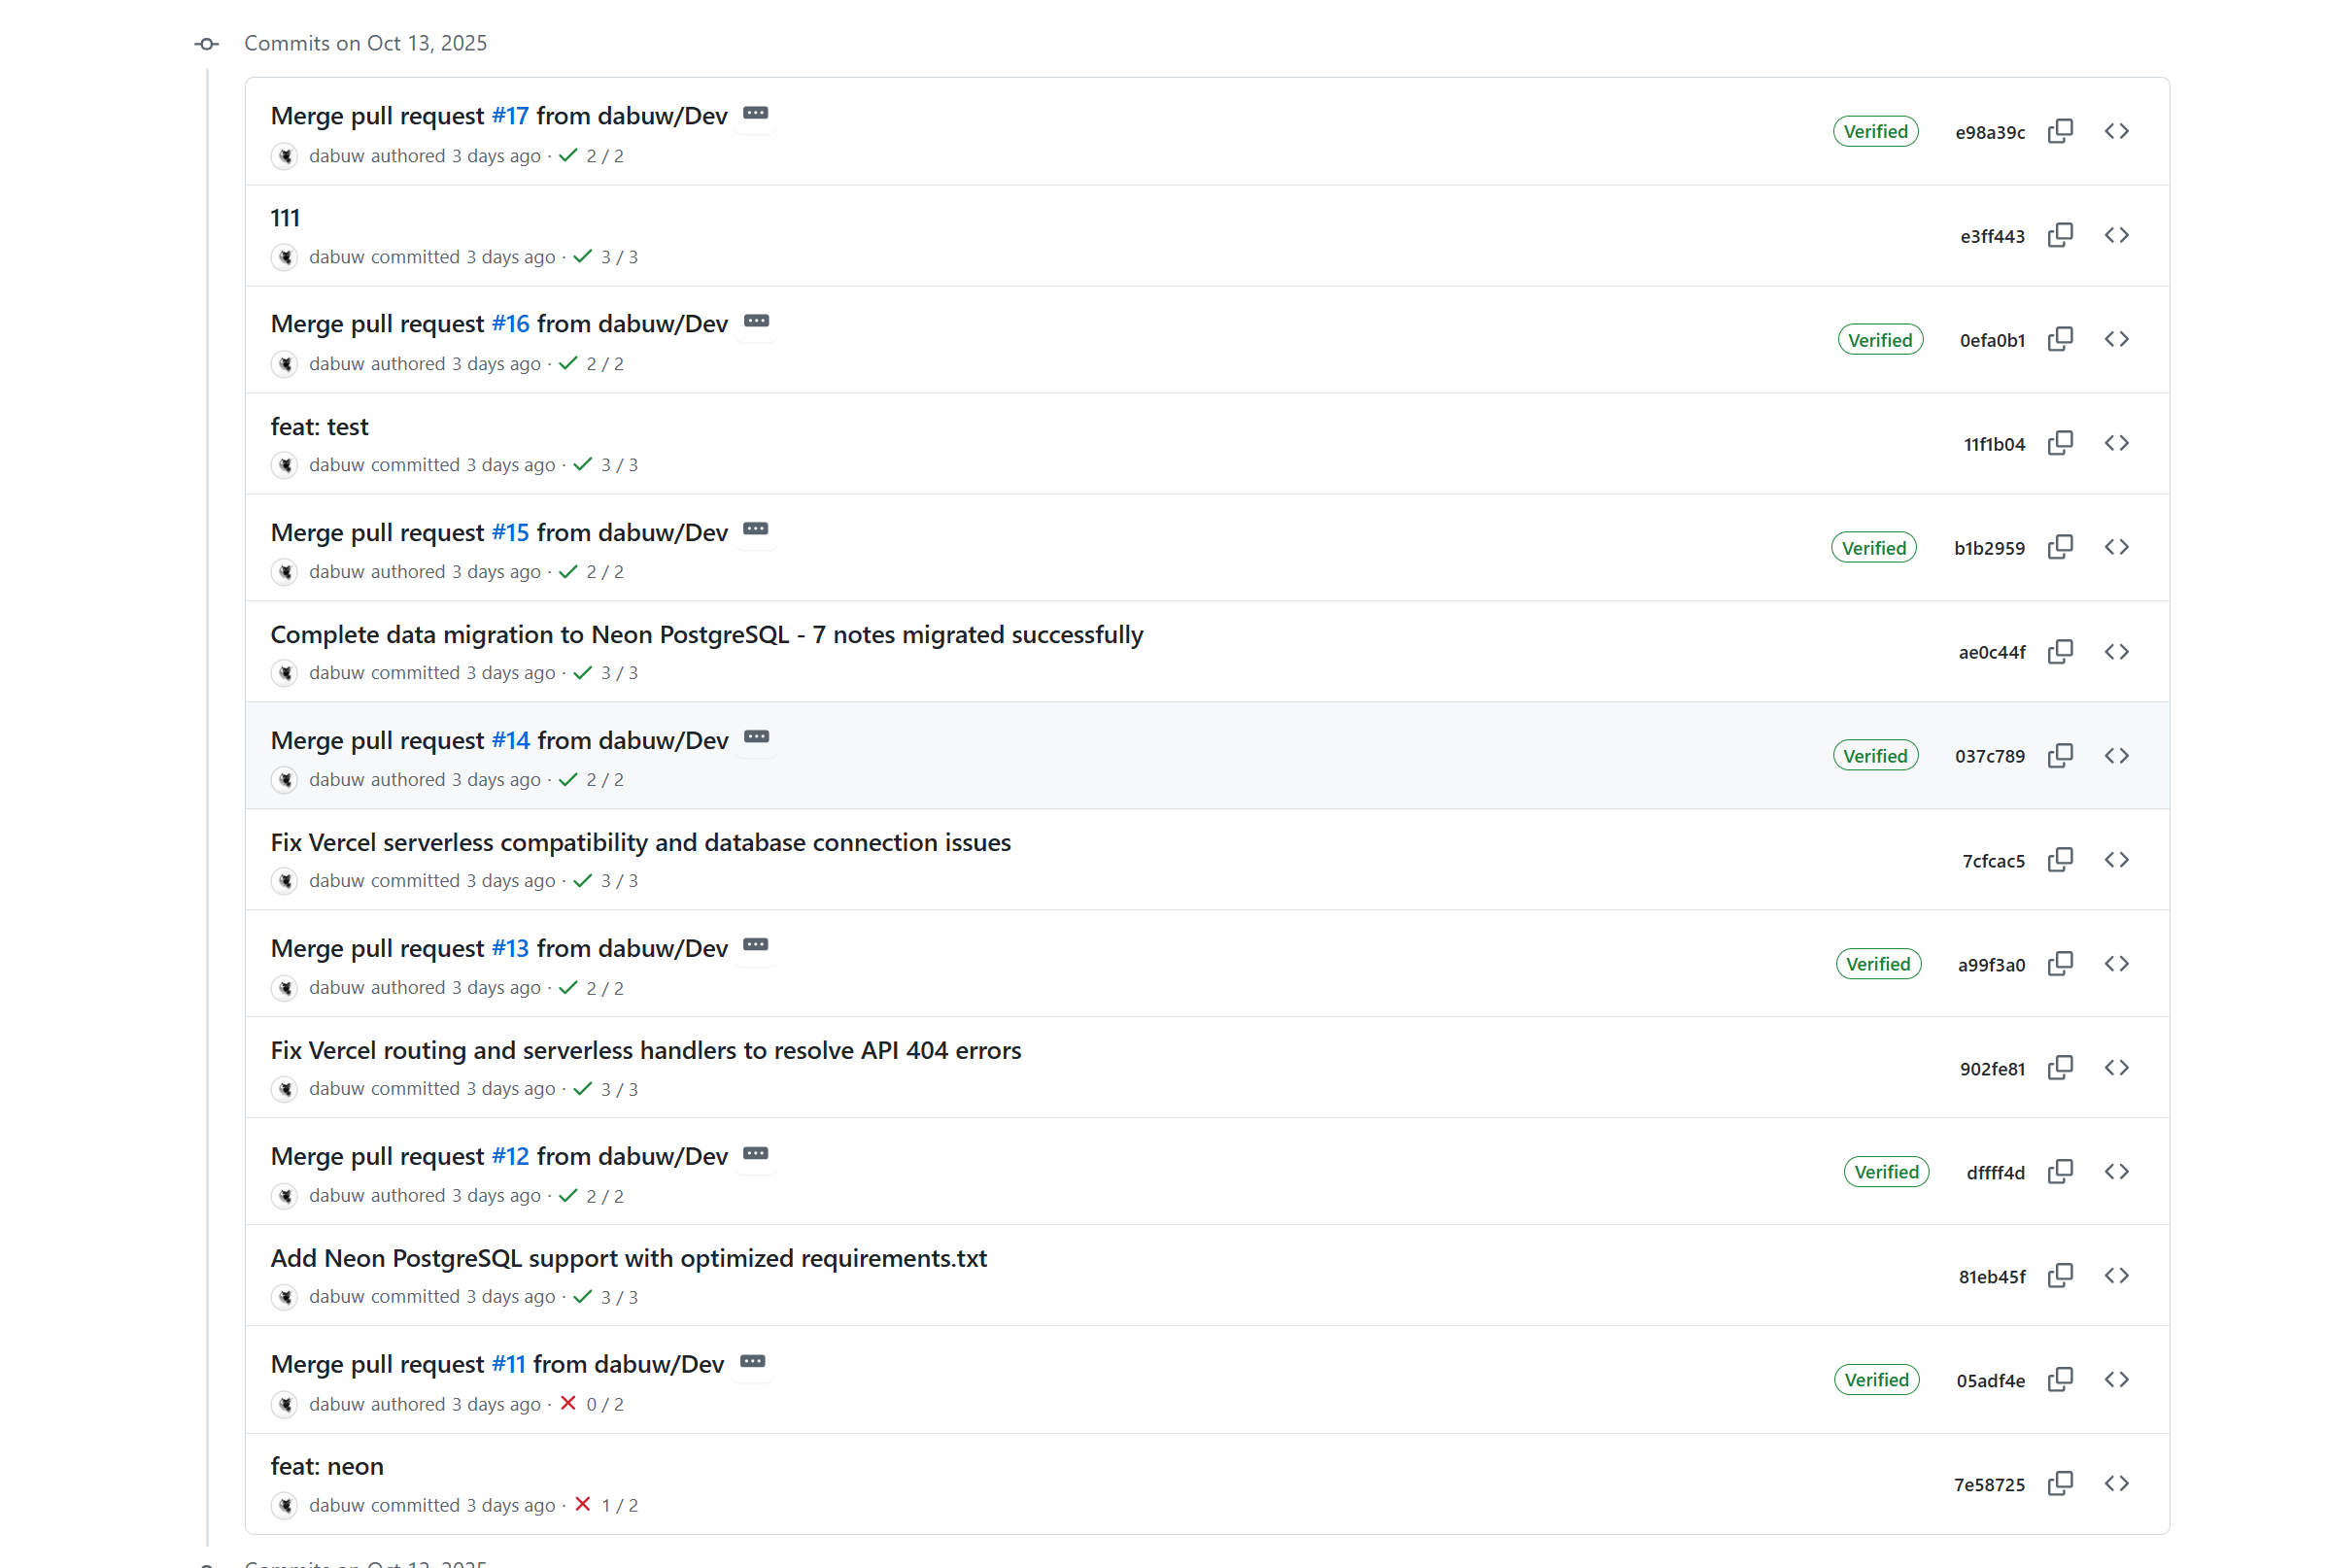 Commits on Oct 13, 2025
Merge pull request #17 from dabuw/Dev
Verified e98a39c
dabuw authored 3 days ago · 2 / 2
111
e3ff443
dabuw committed 3 days ago · 3 / 3
Merge pull request #16 from dabuw/Dev
Verified 0efa0b1
dabuw authored 3 days ago · 2 / 2
feat: test
11f1b04
dabuw committed 3 days ago · 3 / 3
Merge pull request #15 from dabuw/Dev
Verified b1b2959
dabuw authored 3 days ago · 2 / 2
Complete data migration to Neon PostgreSQL - 7 notes migrated successfully
ae0c44f
dabuw committed 3 days ago · 3 / 3
Merge pull request #14 from dabuw/Dev
Verified 037c789
dabuw authored 3 days ago · 2 / 2
Fix Vercel serverless compatibility and database connection issues
7cfcac5
dabuw committed 3 days ago · 3 / 3
Merge pull request #13 from dabuw/Dev
Verified a99f3a0
dabuw authored 3 days ago · 2 / 2
Fix Vercel routing and serverless handlers to resolve API 404 errors
902fe81
dabuw committed 3 days ago · 3 / 3
Merge pull request #12 from dabuw/Dev
Verified dffff4d
dabuw authored 3 days ago · 2 / 2
Add Neon PostgreSQL support with optimized requirements.txt
81eb45f
dabuw committed 3 days ago · 3 / 3
Merge pull request #11 from dabuw/Dev
Verified 05adf4e
dabuw authored 3 days ago · 0 / 2
feat: neon
7e58725
dabuw committed 3 days ago · 1 / 2